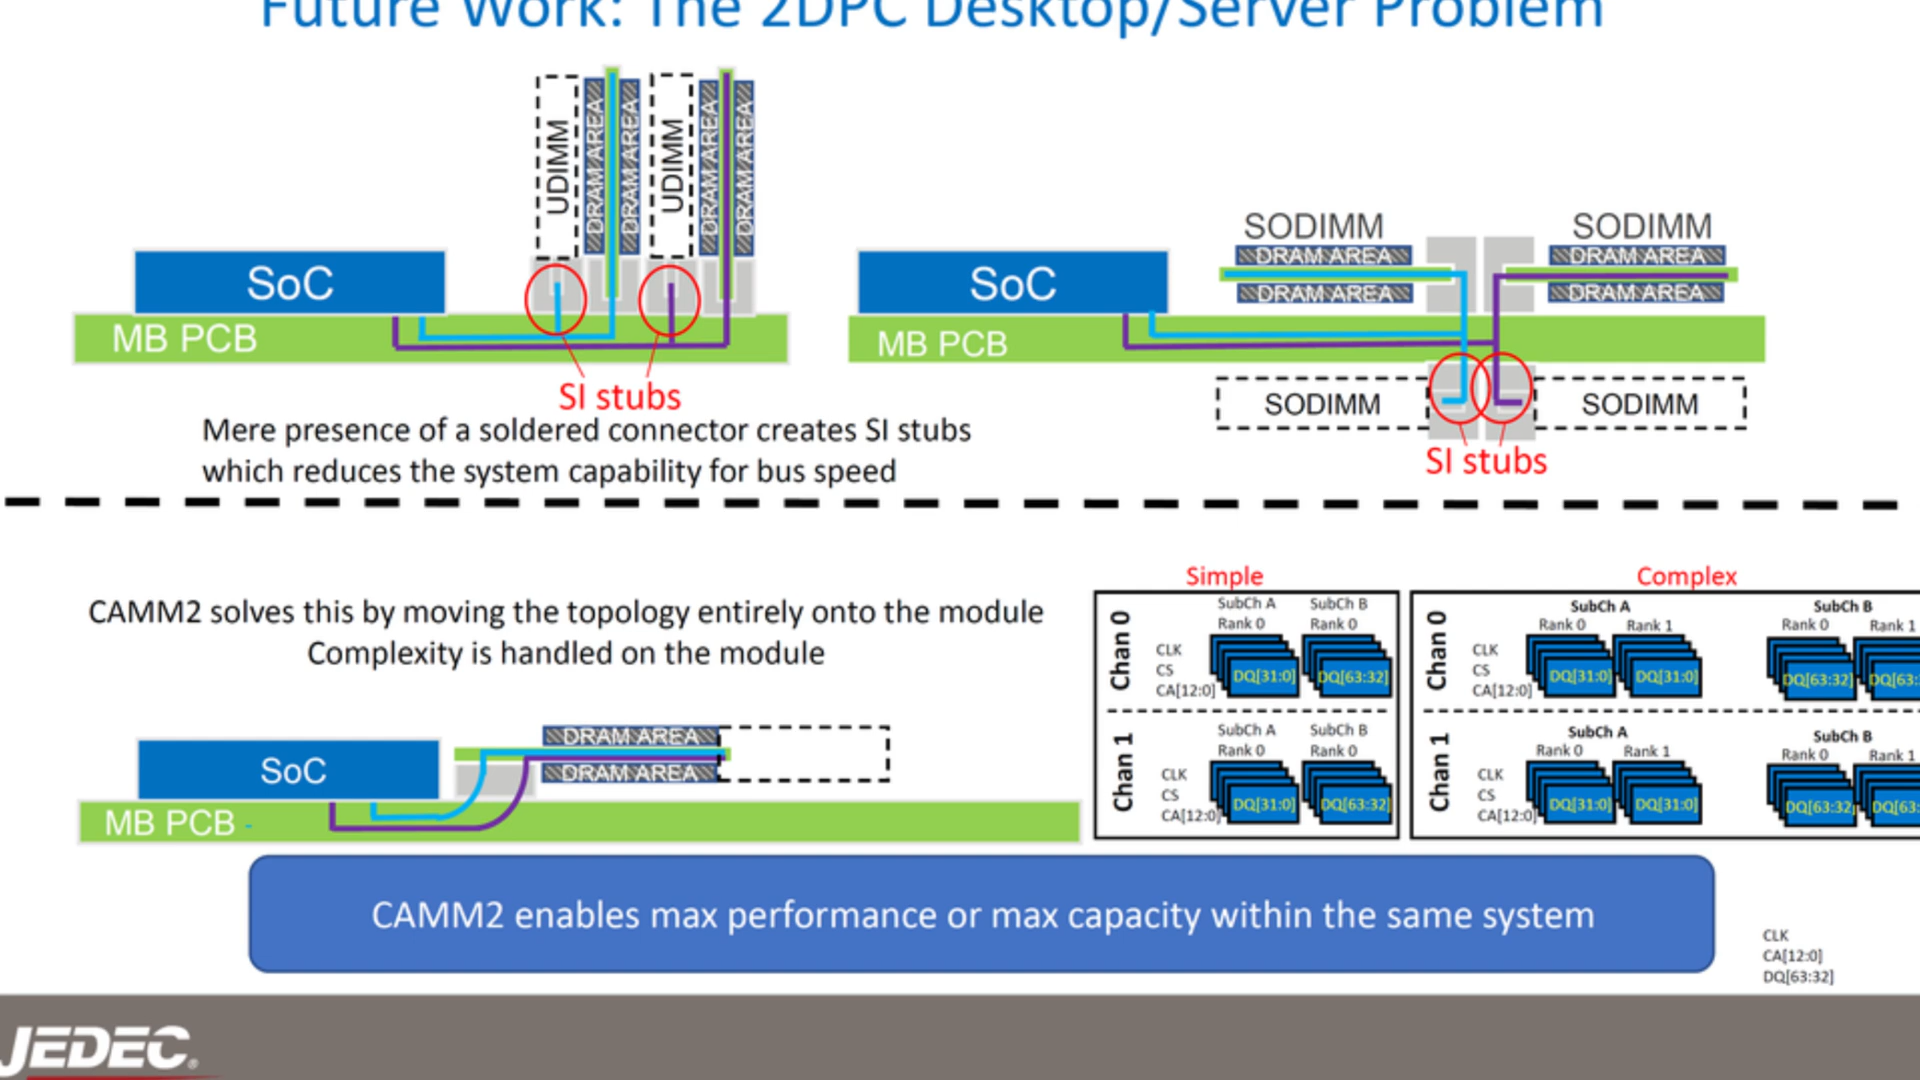 Future Work: The 2DPC Desktop/Server Problem
UDIMM
DRAM AREA
DRAM AREA
UDIMM
DRAM AREA
DRAM AREA
SoC
MB PCB
SI stubs
Mere presence of a soldered connector creates SI stubs
which reduces the system capability for bus speed
SODIMM
SODIMM
DRAM AREA
DRAM AREA
SoC
DRAM AREA
DRAM AREA
MB PCB
SODIMM
SODIMM
SI stubs
CAMM2 solves this by moving the topology entirely onto the module
Complexity is handled on the module
DRAM AREA
SoC
DRAM AREA
MB PCB
Simple
Chan 0
SubCh A
SubCh B
Rank 0
Rank 0
CLK
CS
CA[12:0]
DQ[31:0]
DQ[63:32]
Chan 1
SubCh A
SubCh B
Rank 0
Rank 0
CLK
CS
CA[12:0]
DQ[31:0]
DQ[63:32]
Complex
Chan 0
SubCh A
SubCh B
Rank 0
Rank 1
Rank 0
Rank 1
CLK
CS
CA[12:0]
DQ[31:0]
DQ[31:0]
DQ[63:32]
DQ[63:
Chan 1
SubCh A
SubCh B
Rank 0
Rank 1
Rank 0
Rank 1
CLK
CS
CA[12:0]
DQ[31:0]
DQ[31:0]
DQ[63:32]
DQ[63:
CAMM2 enables max performance or max capacity within the same system
CLK
CA[12:0]
DQ[63:32]
JEDEC®